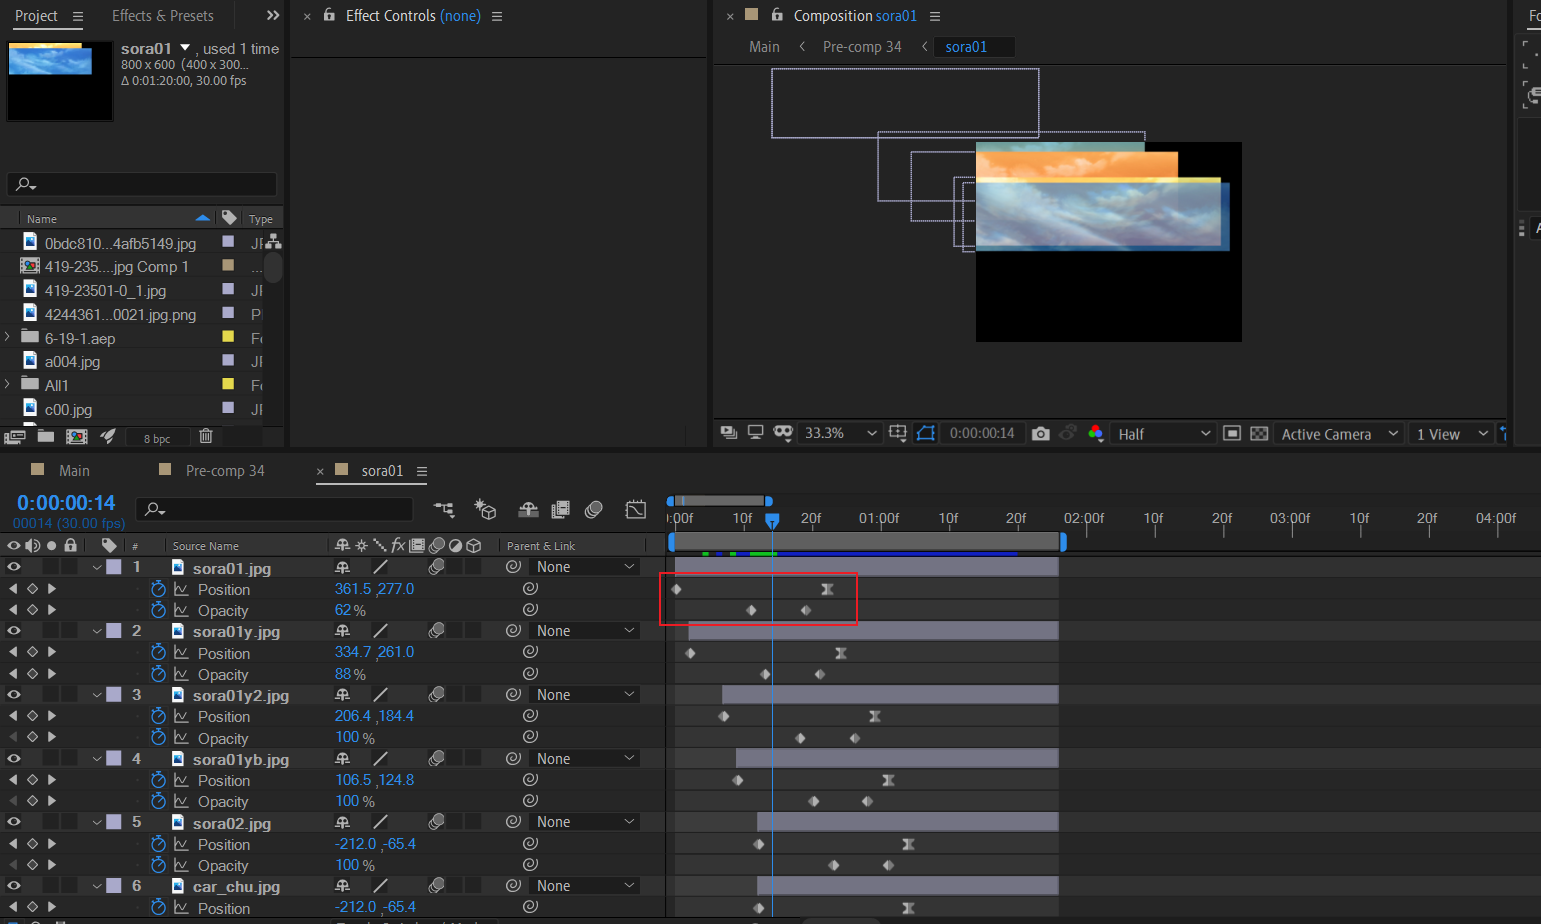 Project
Effects & Presets
Effect Controls (none)
Composition sora01
sora01 , used 1 time
800 x 600 (400 x 300...
Δ 0:01:20:00, 30.00 fps)
Main
Pre-comp 34
sora01
Name
Type
0bdc810...4afb5149.jpg
419-235....jpg Comp 1
...
419-23501-0_1.jpg
4244361...0021.jpg.png
6-19-1.aep
a004.jpg
All1
c00.jpg
8 bpc
33.3%
0:00:00:14
Half
Active Camera
1 View
Main
Pre-comp 34
sora01
0:00:00:14
00014 (30.00 fps)
:00f
10f
20f
01:00f
10f
20f
02:00f
10f
20f
03:00f
10f
20f
04:00f
#
Source Name
fx
Parent & Link
1 sora01.jpg None
Position 361.5 ,277.0
Opacity 62 %
2 sora01y.jpg None
Position 334.7 ,261.0
Opacity 88 %
3 sora01y2.jpg None
Position 206.4 ,184.4
Opacity 100 %
4 sora01yb.jpg None
Position 106.5 ,124.8
Opacity 100 %
5 sora02.jpg None
Position -212.0 ,-65.4
Opacity 100 %
6 car_chu.jpg None
Position -212.0 ,-65.4